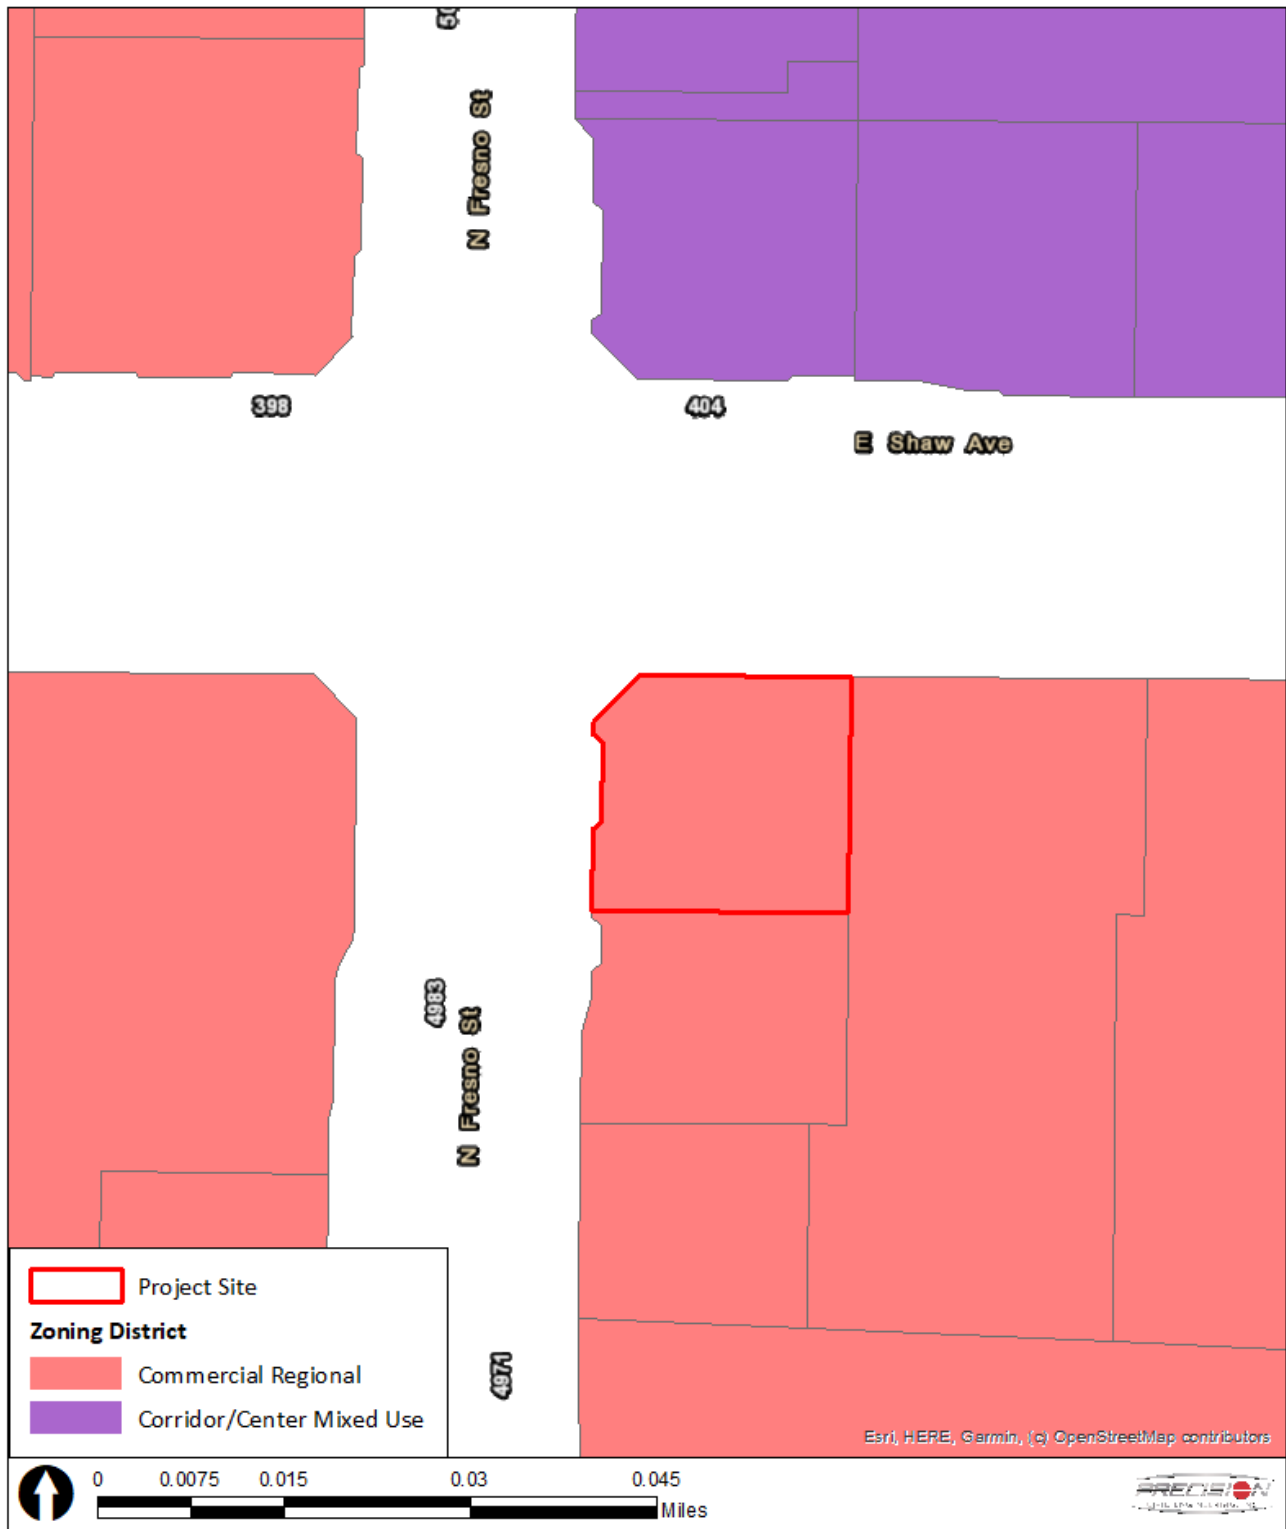 N Fresno St
398
404
E Shaw Ave
4983
N Fresno St
4971
Project Site
Zoning District
Commercial Regional
Corridor/Center Mixed Use
Esri, HERE, Garmin, (c) OpenStreetMap contributors
0 0.0075 0.015 0.03 0.045
Miles
PRECISION